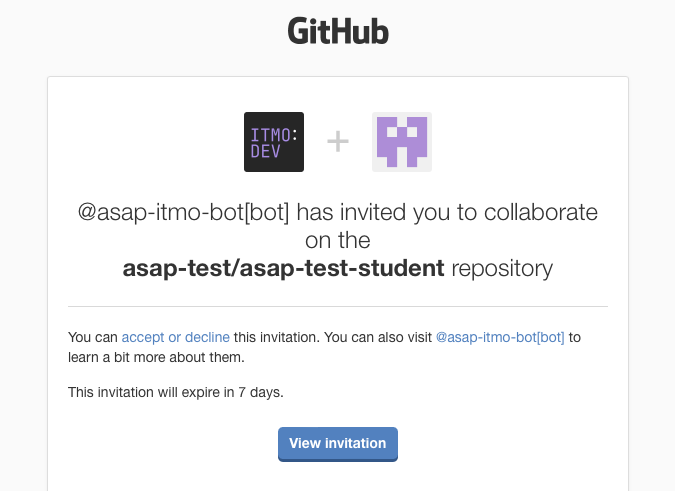 GitHub
ITMO:
DEV
@asap-itmo-bot[bot] has invited you to collaborate
on the
asap-test/asap-test-student repository
You can accept or decline this invitation. You can also visit @asap-itmo-bot[bot] to
learn a bit more about them.
This invitation will expire in 7 days.
View invitation